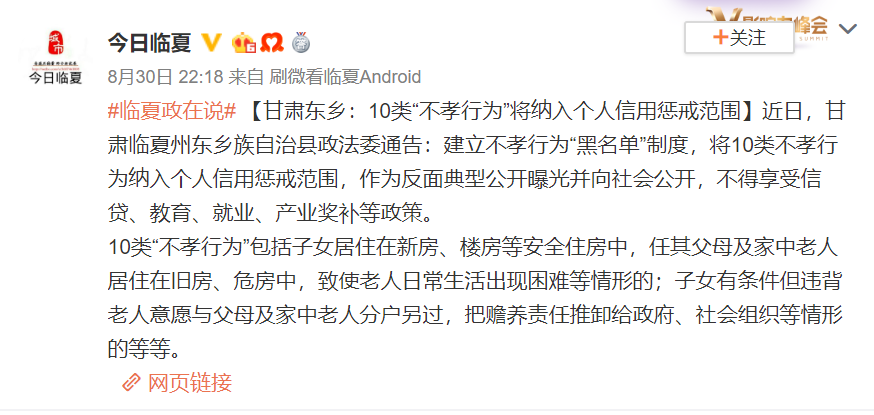 影响力峰会
SUMMIT
城市
今日临夏
今日临夏
+关注
8月30日 22:18 来自 刷微看临夏Android
#临夏政在说# 【甘肃东乡：10类“不孝行为”将纳入个人信用惩戒范围】近日，甘
肃临夏州东乡族自治县政法委通告：建立不孝行为“黑名单”制度，将10类不孝行
为纳入个人信用惩戒范围，作为反面典型公开曝光并向社会公开，不得享受信
贷、教育、就业、产业奖补等政策。
10类“不孝行为”包括子女居住在新房、楼房等安全住房中，任其父母及家中老人
居住在旧房、危房中，致使老人日常生活出现困难等情形的；子女有条件但违背
老人意愿与父母及家中老人分户另过，把赡养责任推卸给政府、社会组织等情形
的等等。
网页链接